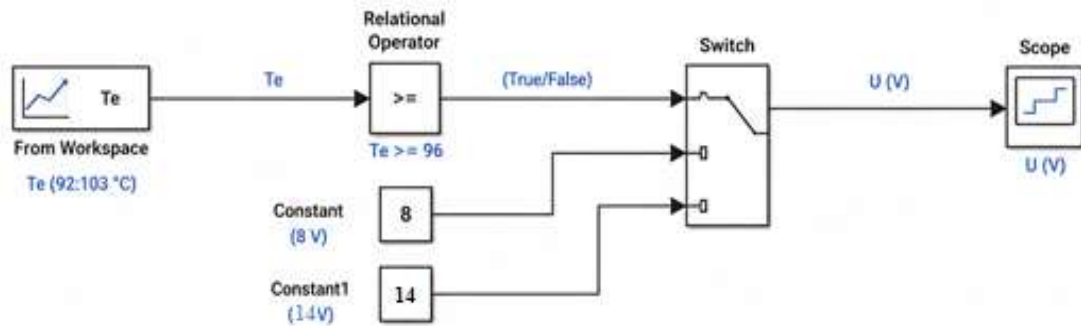 Relational
Operator
Switch
Scope
Te
Te
>=
(True/False)
U (V)
From Workspace
Te (92:103 °C)
Te >= 96
U (V)
Constant
(8 V)
8
Constant1
(14V)
14